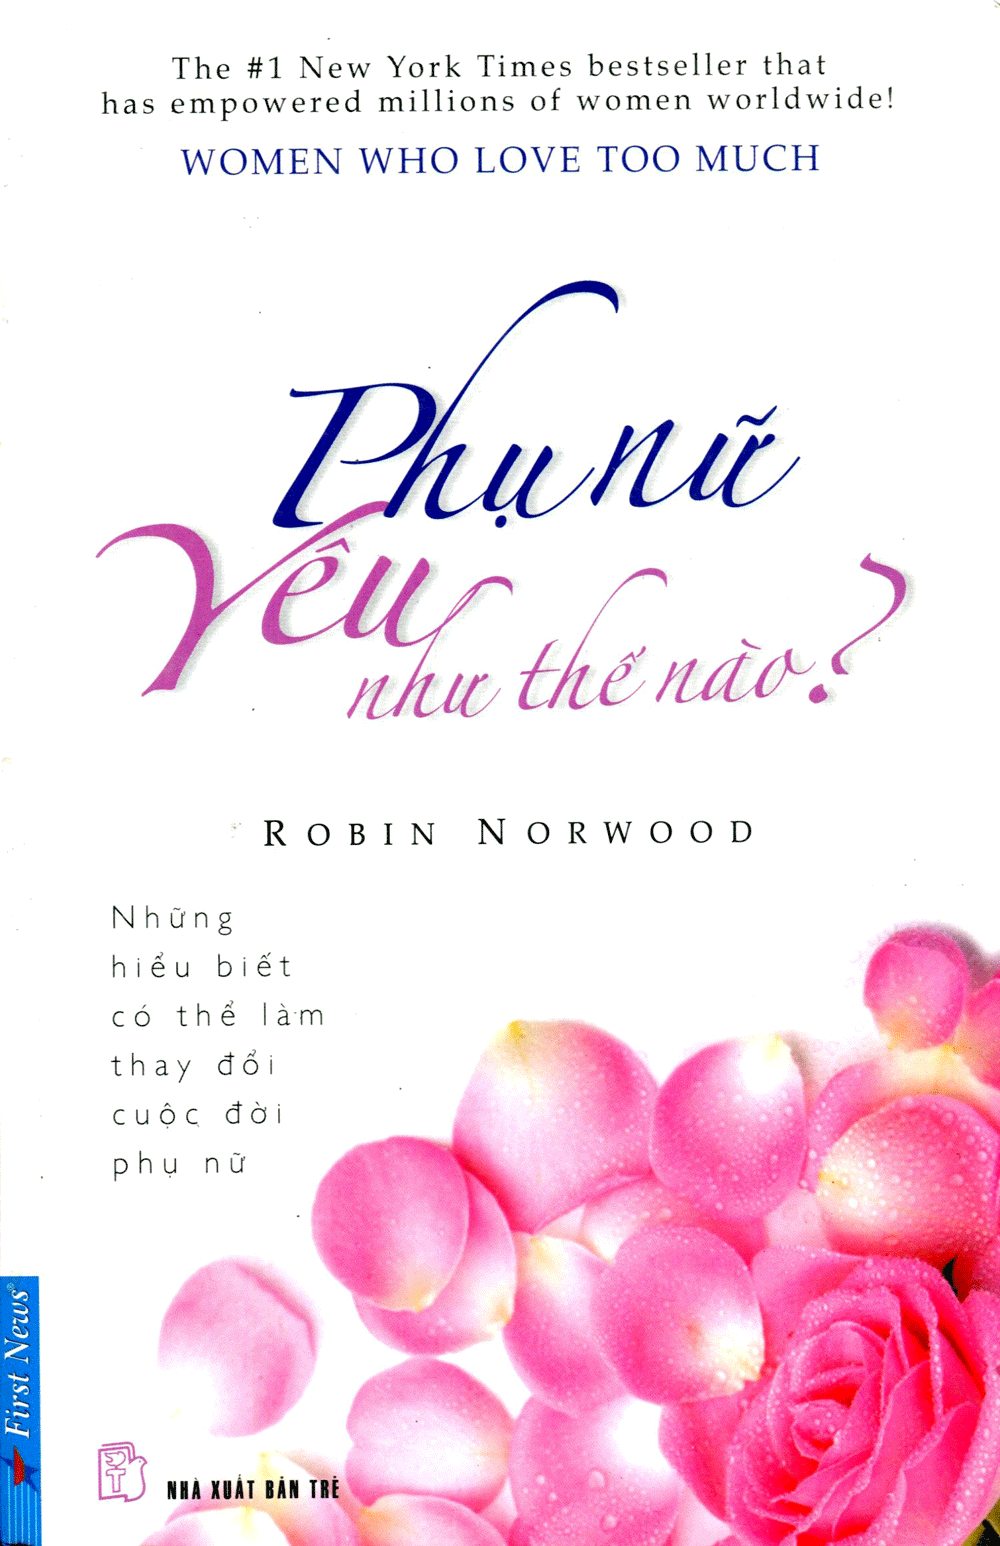 The #1 New York Times bestseller that
has empowered millions of women worldwide!
WOMEN WHO LOVE TOO MUCH
Phụ nữ
Yêu
như thế nào?
ROBIN NORWOOD
Những
hiểu biết
có thể làm
thay đổi
cuộc đời
phụ nữ
First News®
T
NHÀ XUẤT BẢN TRẺ